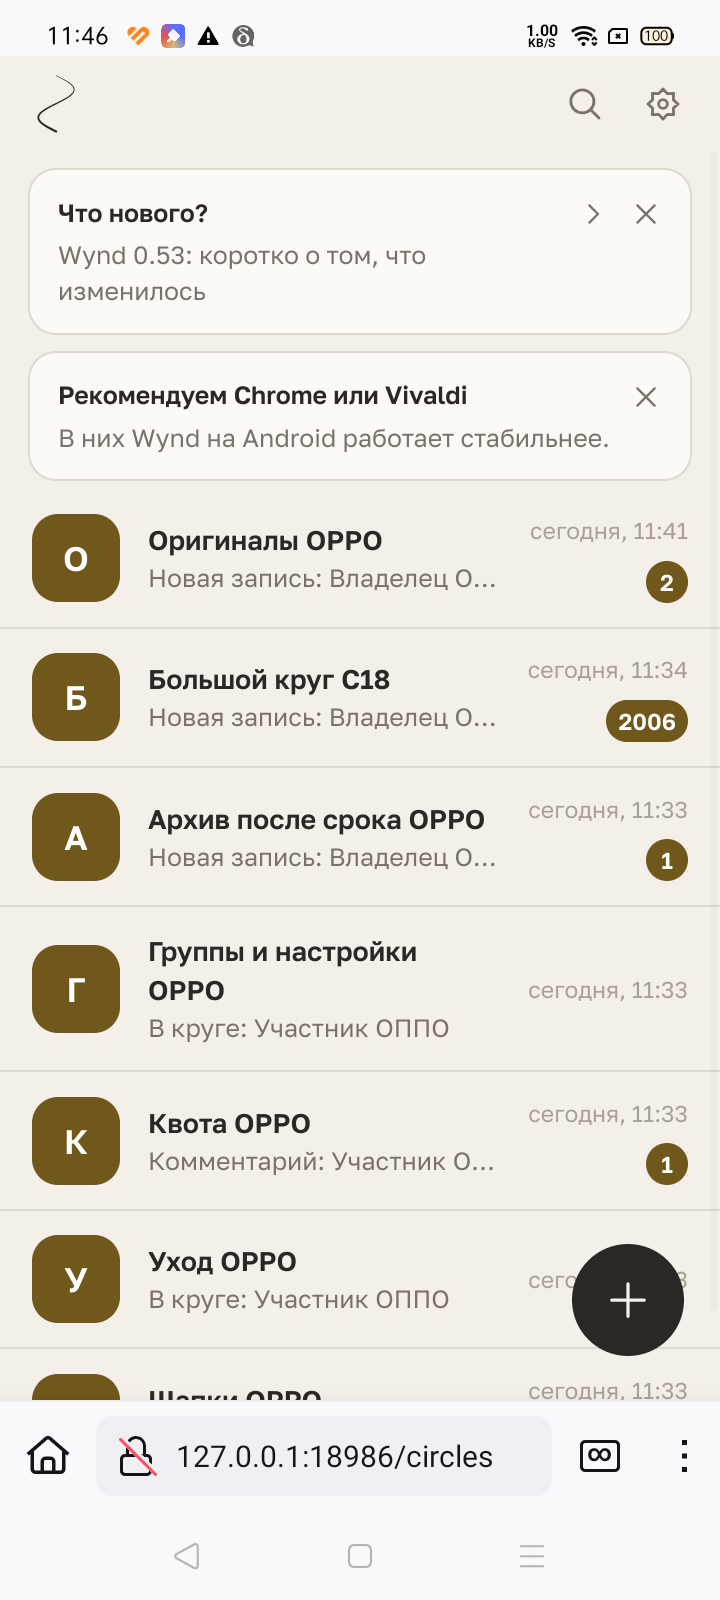 11:46
1.00
KB/S
100
Что нового?
Wynd 0.53: коротко о том, что
изменилось
Рекомендуем Chrome или Vivaldi
В них Wynd на Android работает стабильнее.
О
Оригиналы OPPO
сегодня, 11:41
Новая запись: Владелец О...
2
Б
Большой круг C18
сегодня, 11:34
Новая запись: Владелец О...
2006
А
Архив после срока OPPO
сегодня, 11:33
Новая запись: Владелец О...
1
Г
Группы и настройки
OPPO
сегодня, 11:33
В круге: Участник ОППО
К
Квота OPPO
сегодня, 11:33
Комментарий: Участник О...
1
У
Уход OPPO
В круге: Участник ОППО
сегодня, 11:33
127.0.0.1:18986/circles